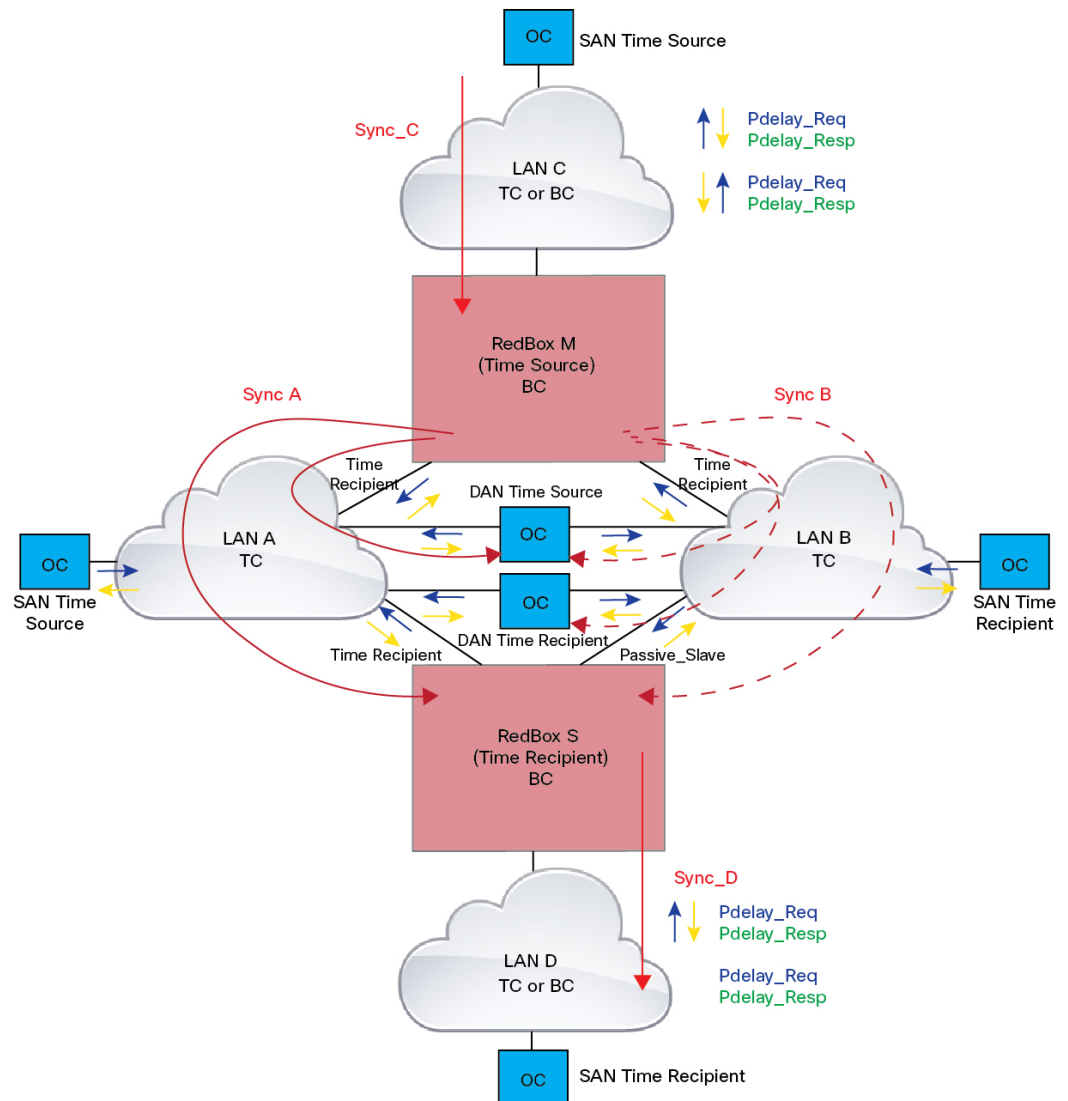 OC
SAN Time Source
Sync_C
Pdelay_Req
Pdelay_Resp
LAN C
TC or BC
Pdelay_Req
Pdelay_Resp
RedBox M
(Time Source)
BC
Sync A
Sync B
Time
Recipient
Time
Recipient
DAN Time Source
OC
LAN A
TC
LAN B
TC
OC
SAN Time
Source
OC
SAN Time
Recipient
OC
DAN Time Recipient
Time Recipient
Passive_Slave
RedBox S
(Time Recipient)
BC
Sync_D
Pdelay_Req
Pdelay_Resp
LAN D
TC or BC
Pdelay_Req
Pdelay_Resp
OC
SAN Time Recipient